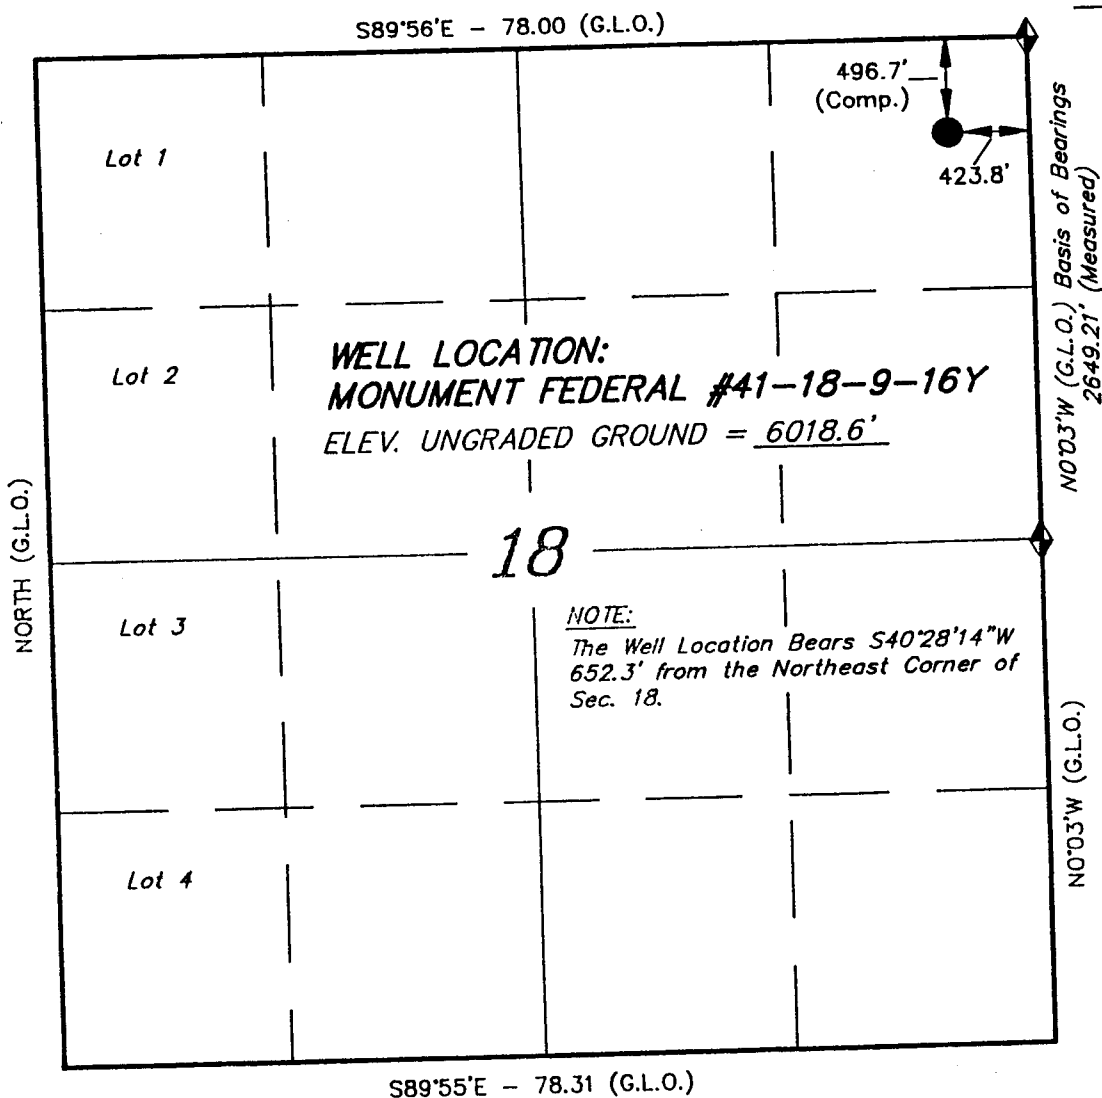 S89°56'E - 78.00 (G.L.O.)
496.7'
(Comp.)
423.8'
Lot 1
N0°03'W (G.L.O.) Basis of Bearings
2649.21' (Measured)
Lot 2
WELL LOCATION:
MONUMENT FEDERAL #41-18-9-16Y
ELEV. UNGRADED GROUND = 6018.6'
NORTH (G.L.O.)
18
Lot 3
NOTE:
The Well Location Bears S40°28'14"W
652.3' from the Northeast Corner of
Sec. 18.
N0°03'W (G.L.O.)
Lot 4
S89°55'E - 78.31 (G.L.O.)